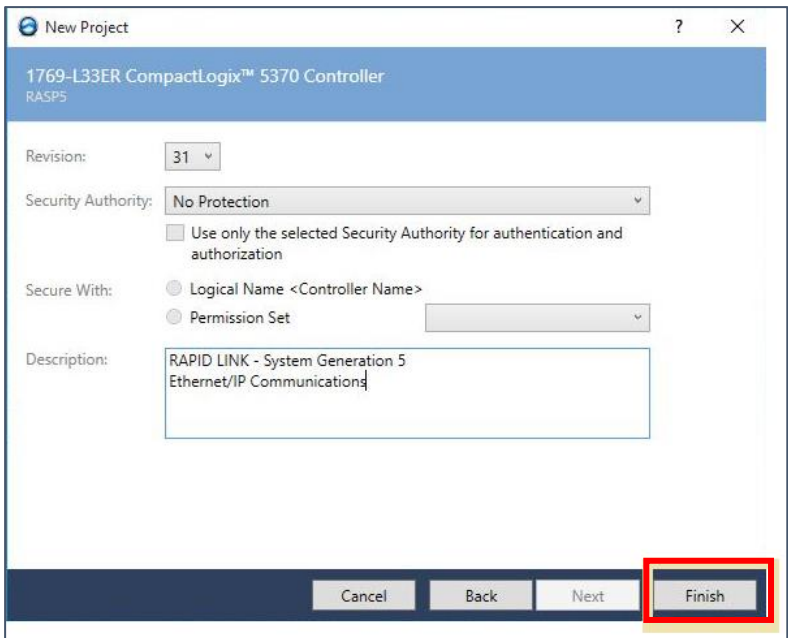 New Project
?
1769-L33ER CompactLogix™ 5370 Controller
RASP5
Revision:
31
Security Authority:
No Protection
Use only the selected Security Authority for authentication and
authorization
Secure With:
Logical Name <Controller Name>
Permission Set
Description:
RAPID LINK - System Generation 5
Ethernet/IP Communications
Cancel
Back
Next
Finish